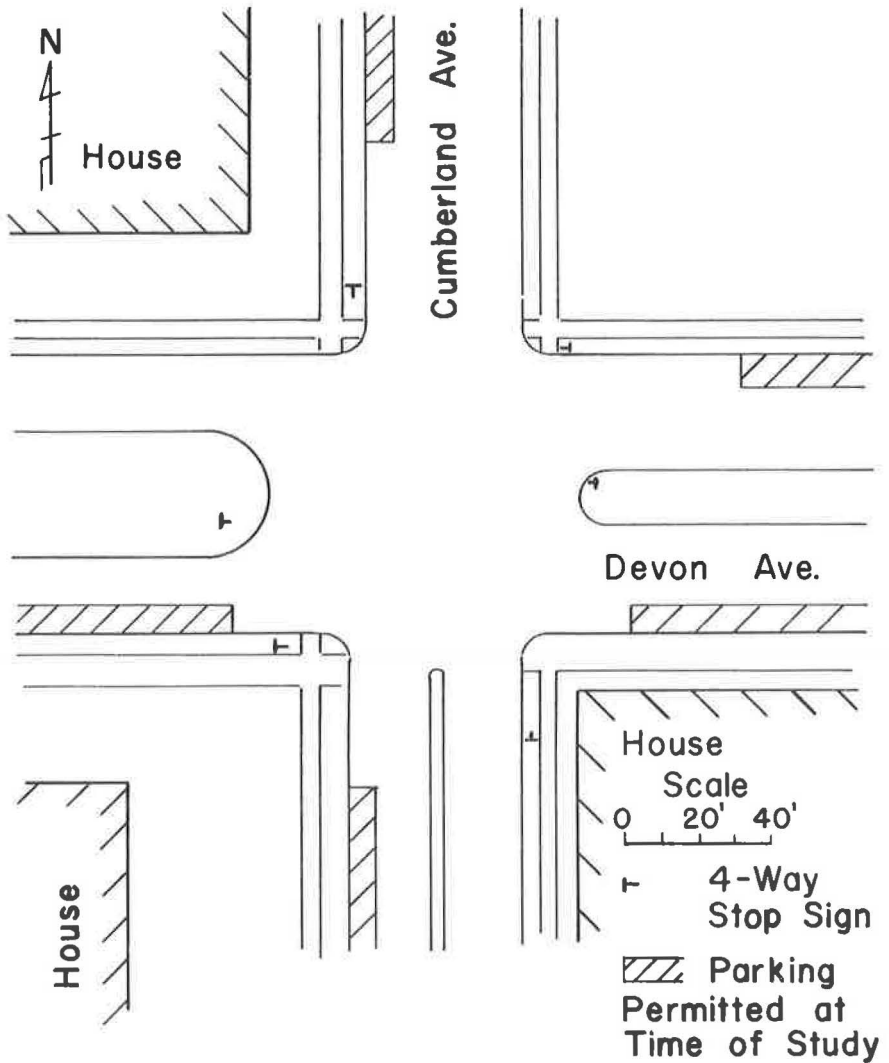 N
House
Cumberland Ave.
Devon Ave.
House
House
Scale
0 20' 40'
4-Way
Stop Sign
Parking
Permitted at
Time of Study